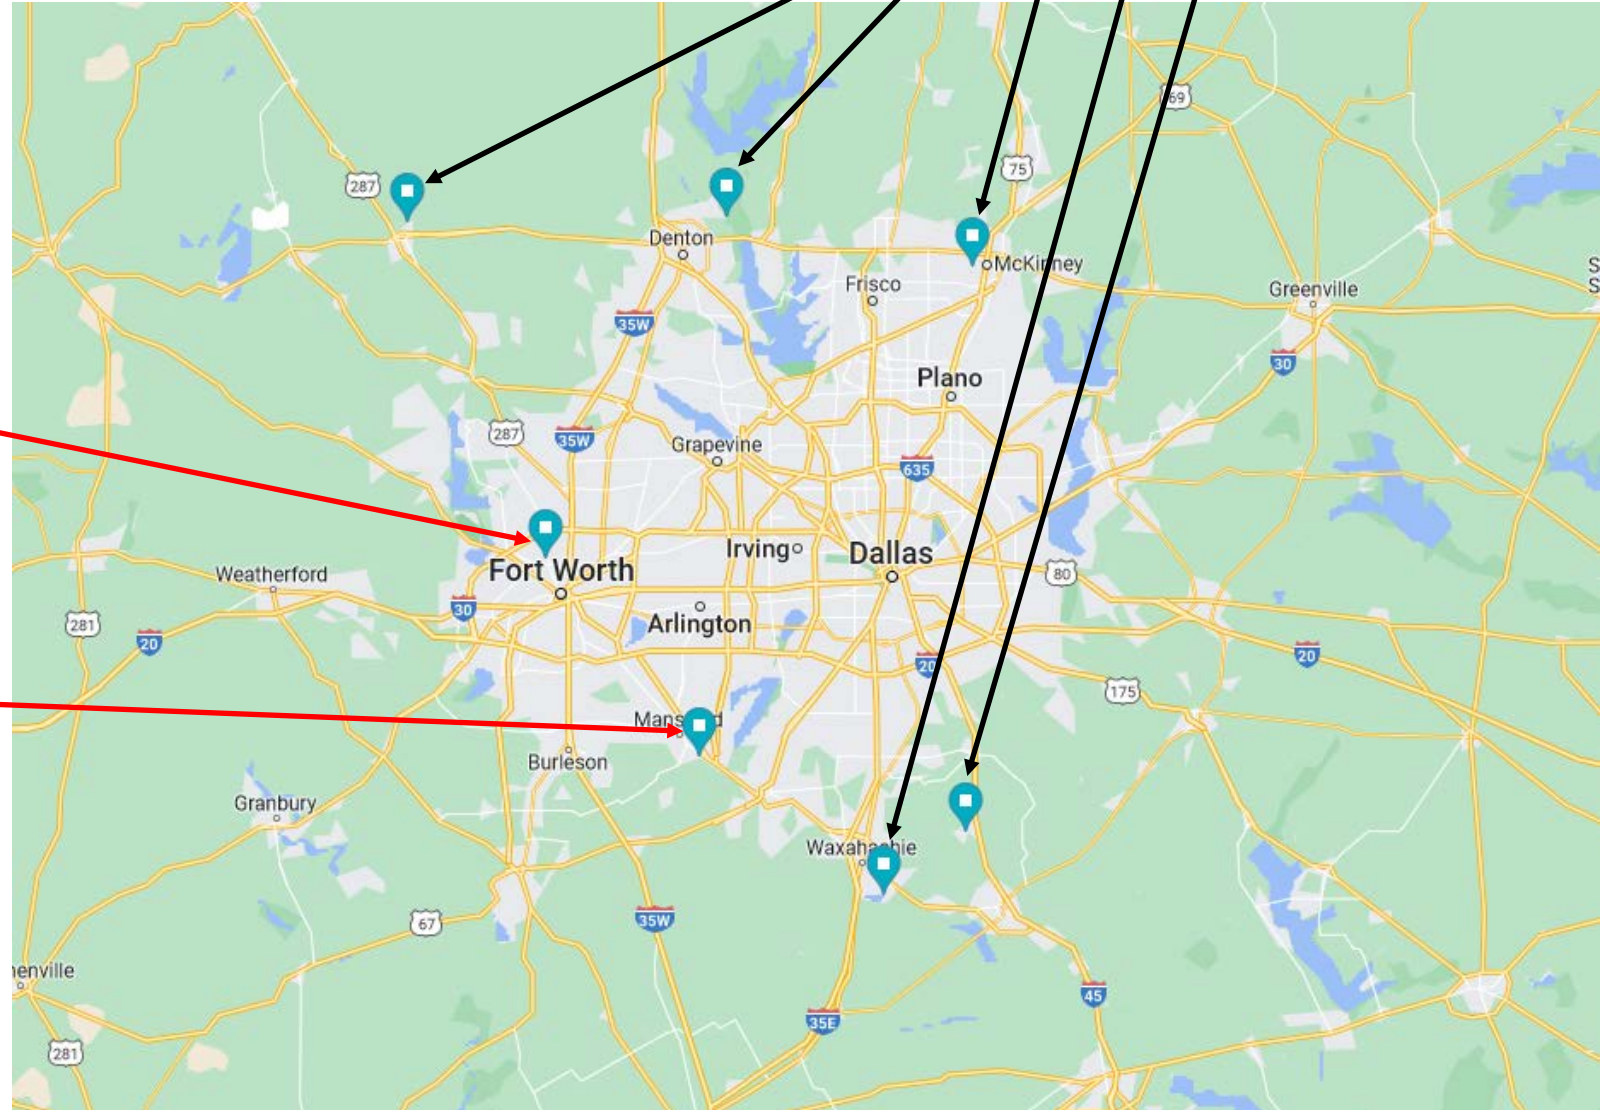 69
75
287
Denton
McKinney
Frisco
Greenville
35W
30
Plano
287
35W
Grapevine
635
Irving
Dallas
Fort Worth
Weatherford
80
30
Arlington
281
20
20
20
175
Burleson
Granbury
Waxahachie
67
35W
45
35E
281